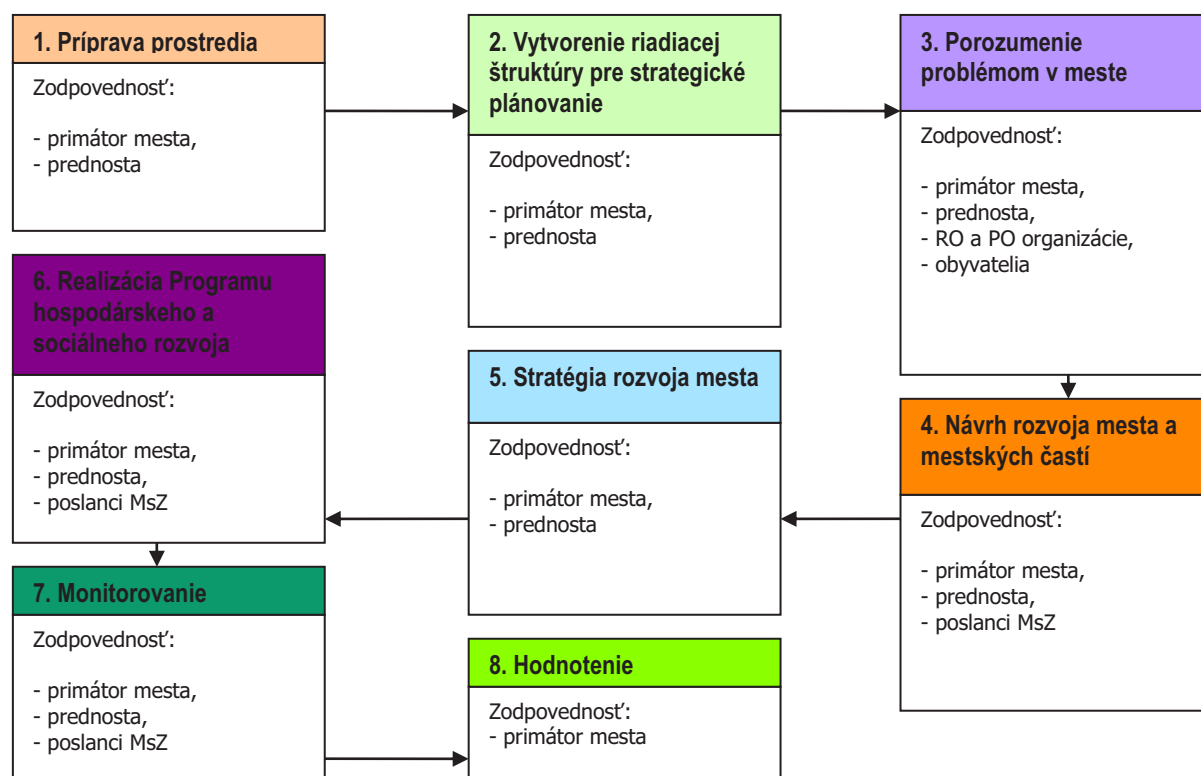 1. Príprava prostredia
Zodpovednosť:
- primátor mesta,
- prednosta
2. Vytvorenie riadiacej
štruktúry pre strategické
plánovanie
Zodpovednosť:
- primátor mesta,
- prednosta
3. Porozumenie
problémom v meste
Zodpovednosť:
- primátor mesta,
- prednosta,
- RO a PO organizácie,
- obyvatelia
4. Návrh rozvoja mesta a
mestských častí
Zodpovednosť:
- primátor mesta,
- prednosta,
- poslanci MsZ
5. Stratégia rozvoja mesta
Zodpovednosť:
- primátor mesta,
- prednosta
6. Realizácia Programu
hospodárskeho a
sociálneho rozvoja
Zodpovednosť:
- primátor mesta,
- prednosta,
- poslanci MsZ
7. Monitorovanie
Zodpovednosť:
- primátor mesta,
- prednosta,
- poslanci MsZ
8. Hodnotenie
Zodpovednosť:
- primátor mesta